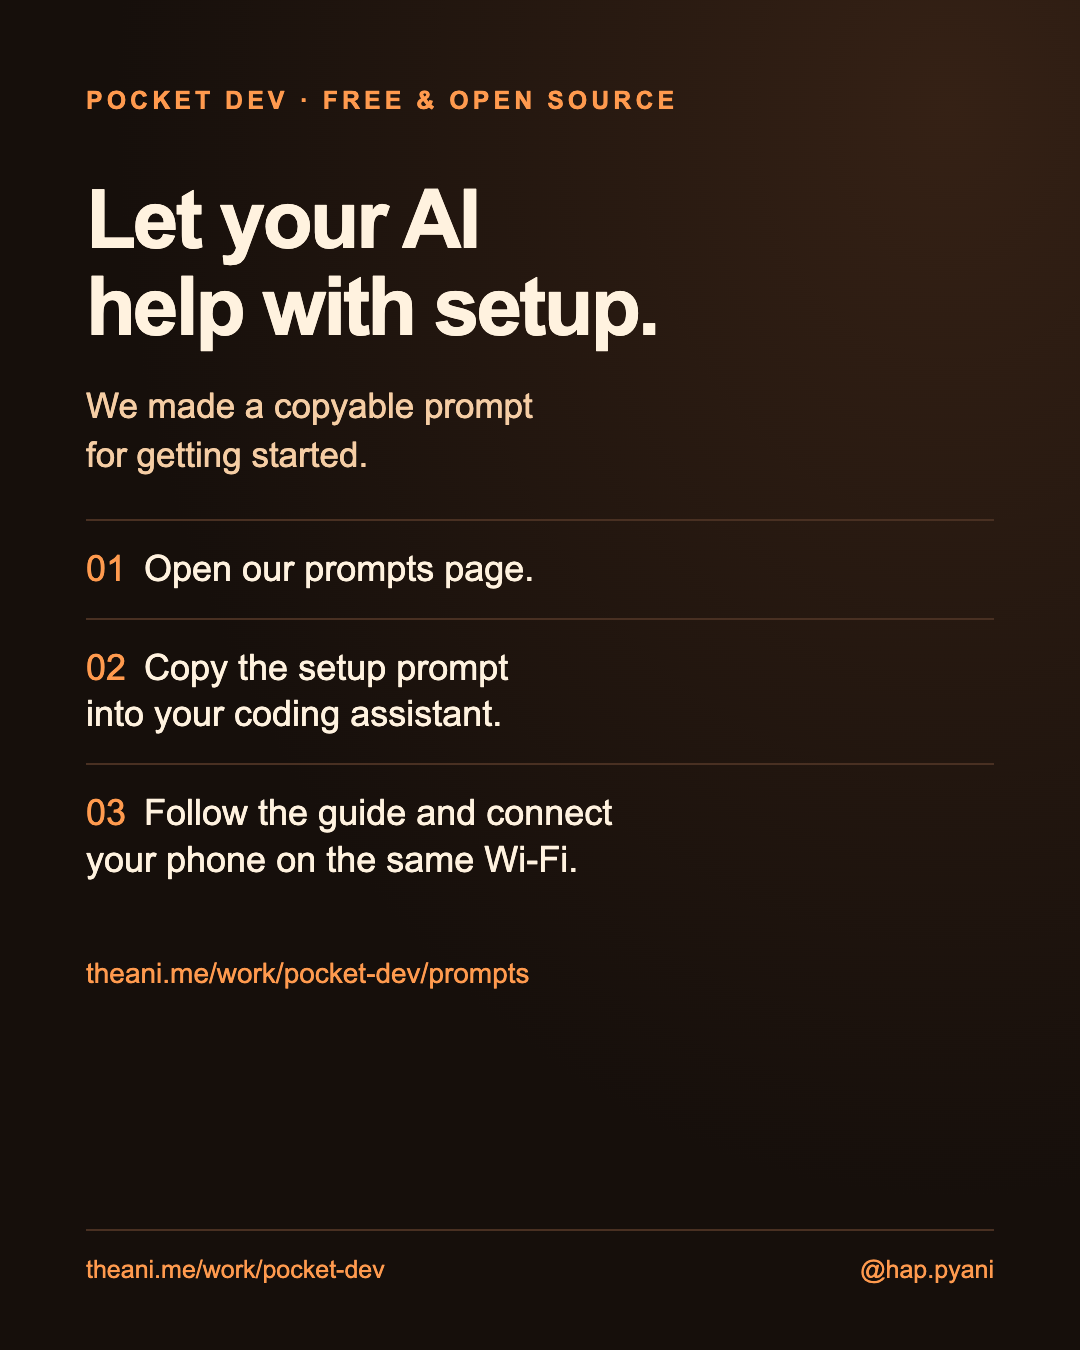 POCKET DEV · FREE & OPEN SOURCE
Let your AI
help with setup.
We made a copyable prompt
for getting started.
01 Open our prompts page.
02 Copy the setup prompt
into your coding assistant.
03 Follow the guide and connect
your phone on the same Wi-Fi.
theani.me/work/pocket-dev/prompts
theani.me/work/pocket-dev
@hap.pyani